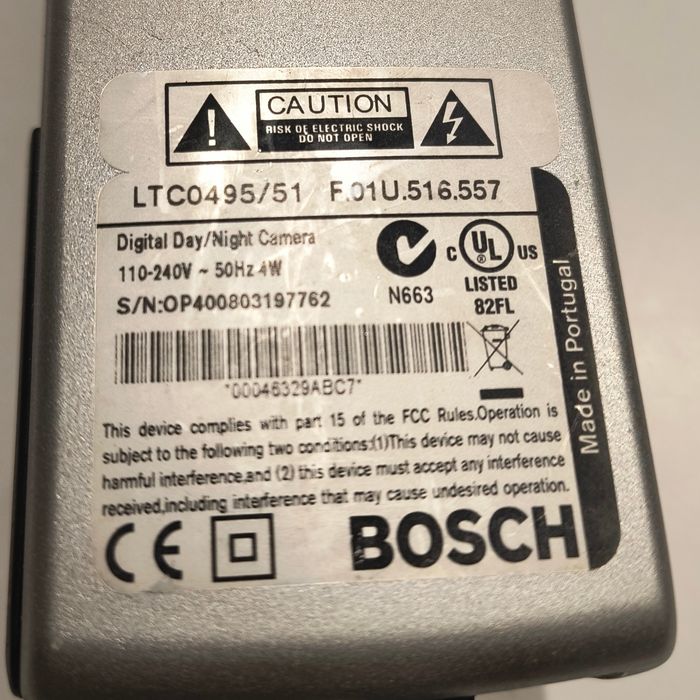 CAUTION
RISK OF ELECTRIC SHOCK
DO NOT OPEN
LTC0495/51 F.01U.516.557
Digital Day/Night Camera
110-240V ~ 50Hz 4W
S/N:OP400803197762
N663
C UL US
®
LISTED
82FL
*00046329ABC7*
Made in Portugal
This device complies with part 15 of the FCC Rules.Operation is
subject to the following two conditions:(1)This device may not cause
harmful interference,and (2) this device must accept any interference
received,including interference that may cause undesired operation.
CE
BOSCH